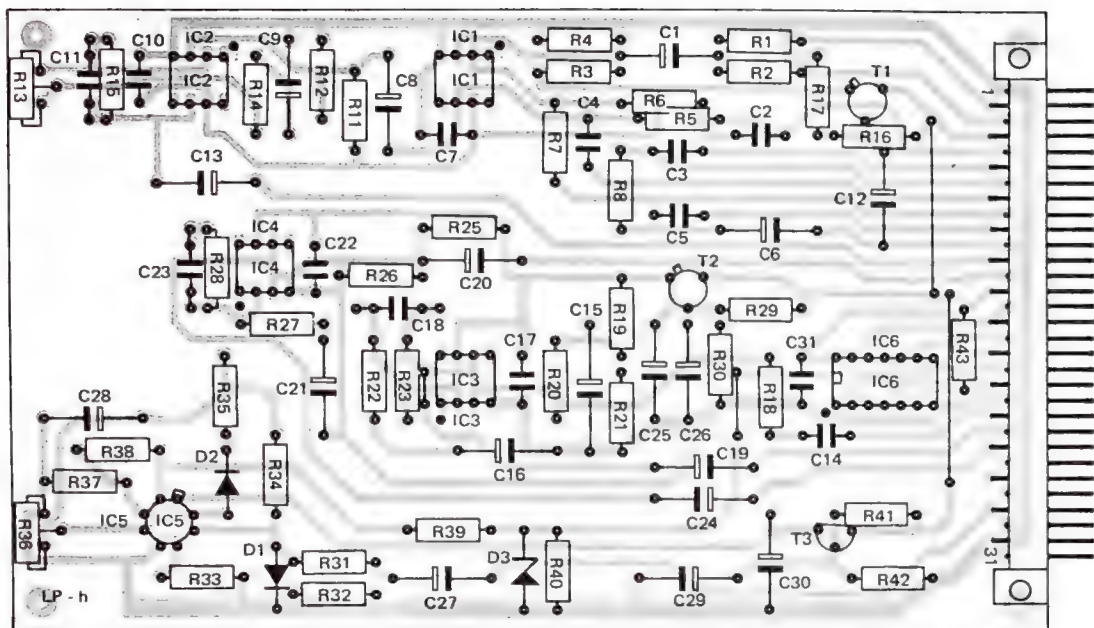 C11
C10
IC2
C9
IC1
R4
C1
R1
R13
R15
IC2
R14
R12
R11
C8
IC1
R3
R2
T1
R17
1
C4
R6
R5
C2
R16
C7
R7
C3
C13
R8
C12
IC4
C22
R25
C5
C6
C23
R28
IC4
R26
C20
T2
R27
C18
R19
R29
C15
C17
R30
C31
IC6
R43
R35
C21
R22
R23
IC3
R20
R21
R18
IC6
IC3
C25
C26
C14
C28
R38
D2
R34
C16
C19
R37
C24
R36
IC5
IC5
R39
R41
T3
D1
R31
D3
R40
31
LP-h
R33
R32
C27
C29
C30
R42